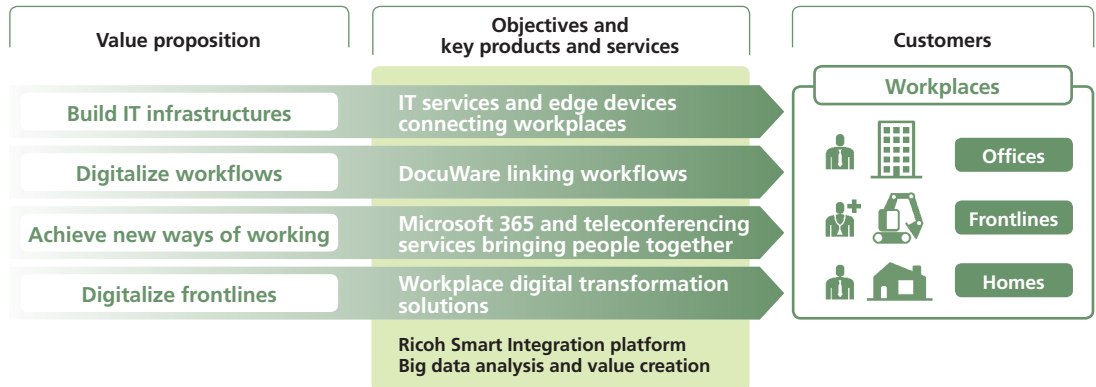 Value proposition
Objectives and
key products and services
Customers
Build IT infrastructures
IT services and edge devices
connecting workplaces
Digitalize workflows
DocuWare linking workflows
Achieve new ways of working
Microsoft 365 and teleconferencing
services bringing people together
Digitalize frontlines
Workplace digital transformation
solutions
Ricoh Smart Integration platform
Big data analysis and value creation
Workplaces
Offices
Frontlines
Homes